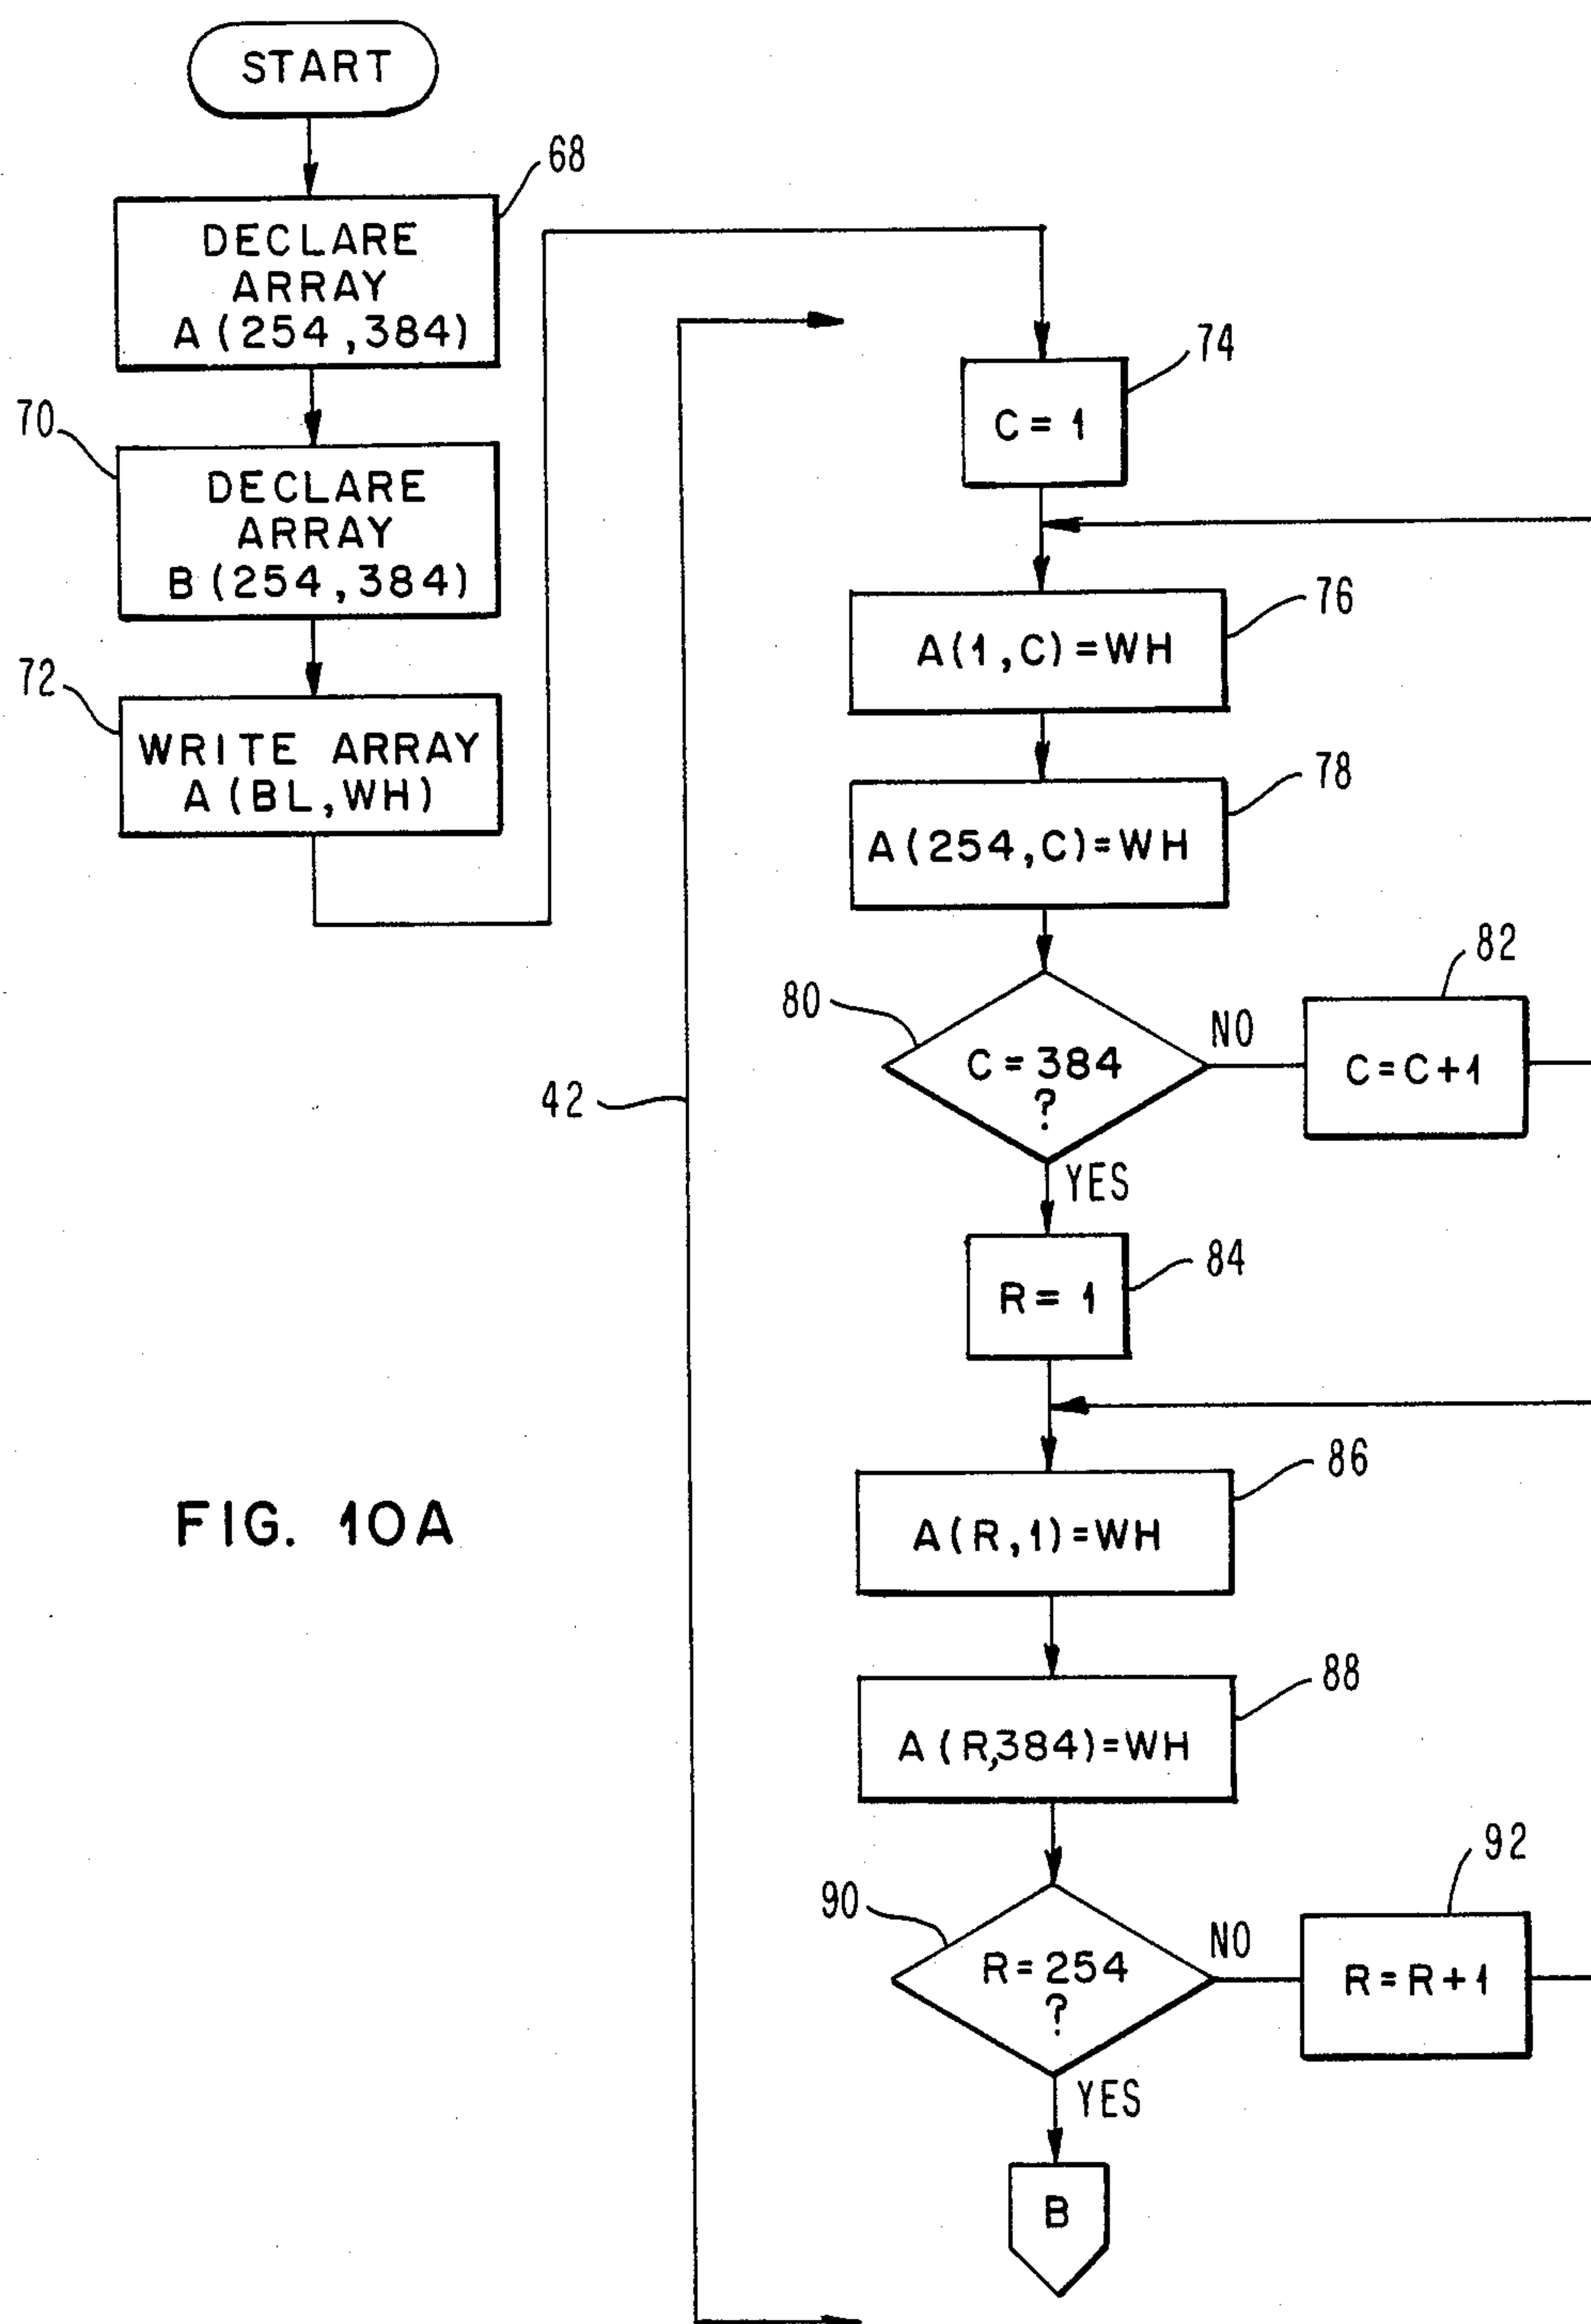 START
68
DECLARE
ARRAY
A(254,384)
70
DECLARE
ARRAY
B(254,384)
72
WRITE ARRAY
A(BL,WH)
42
74
C=1
76
A(1,C)=WH
78
A(254,C)=WH
80
C=384
?
NO
82
C=C+1
YES
84
R=1
86
A(R,1)=WH
88
A(R,384)=WH
90
R=254
?
NO
92
R=R+1
YES
B
FIG. 10A